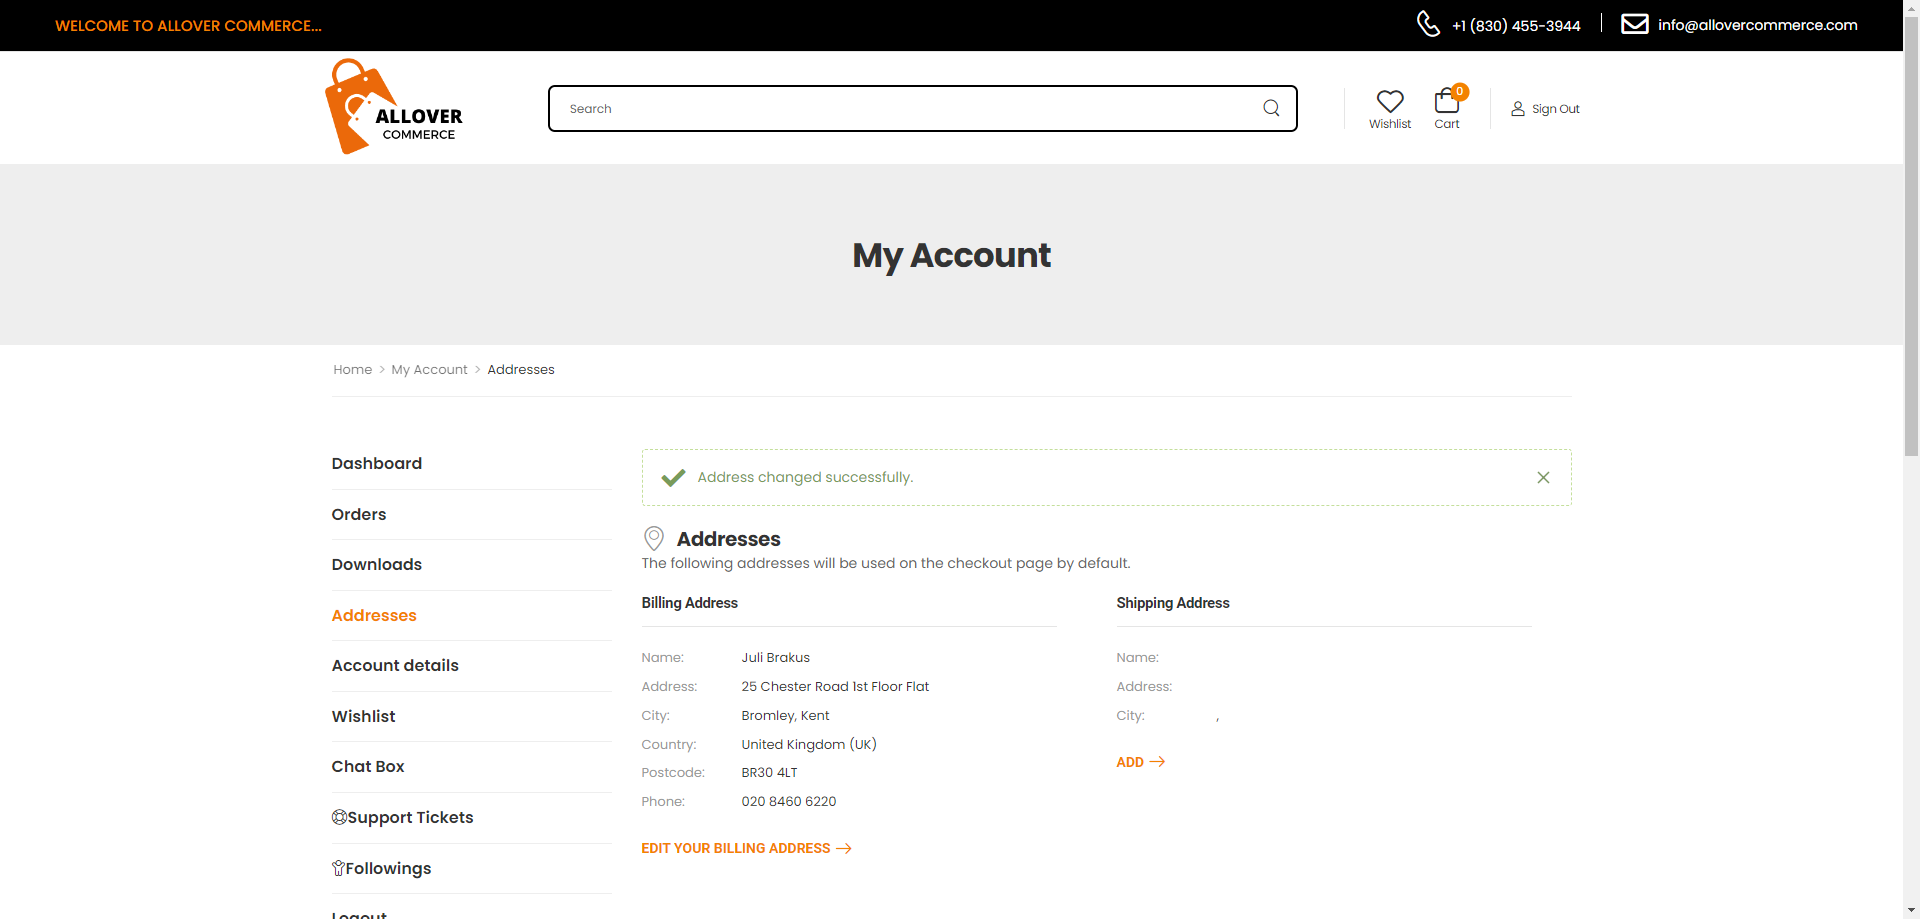 WELCOME TO ALLOVER COMMERCE...
+1 (830) 455-3944
info@allovercommerce.com
ALLOVER
COMMERCE
Search
Wishlist
0
Cart
Sign Out
My Account
Home > My Account > Addresses
Dashboard
Orders
Downloads
Addresses
Account details
Wishlist
Chat Box
Support Tickets
Followings
Logout
Address changed successfully.
Addresses
The following addresses will be used on the checkout page by default.
Billing Address
Name: Juli Brakus
Address: 25 Chester Road 1st Floor Flat
City: Bromley, Kent
Country: United Kingdom (UK)
Postcode: BR30 4LT
Phone: 020 8460 6220
EDIT YOUR BILLING ADDRESS
Shipping Address
Name:
Address:
City: ,
ADD